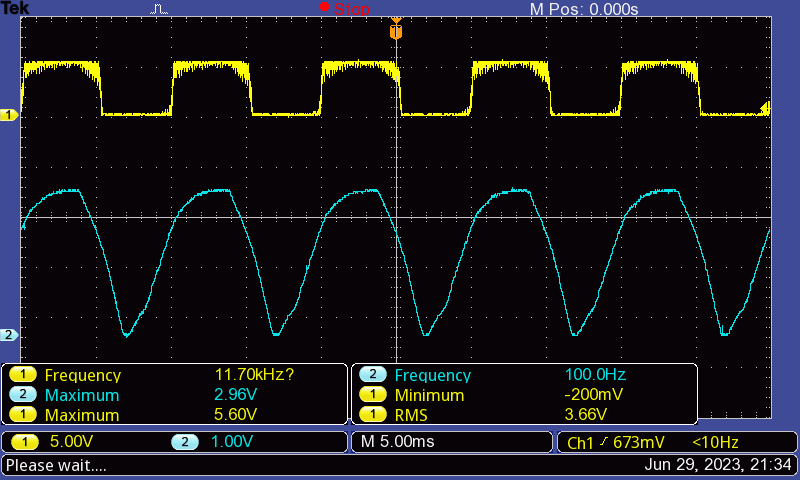 Tek Stop M Pos: 0.000s
T
1
2
1 Frequency 11.70kHz? 2 Frequency 100.0Hz
2 Maximum 2.96V 1 Minimum -200mV
1 Maximum 5.60V 1 RMS 3.66V
1 5.00V 2 1.00V M 5.00ms Ch1 673mV <10Hz
Please wait.... Jun 29, 2023, 21:34